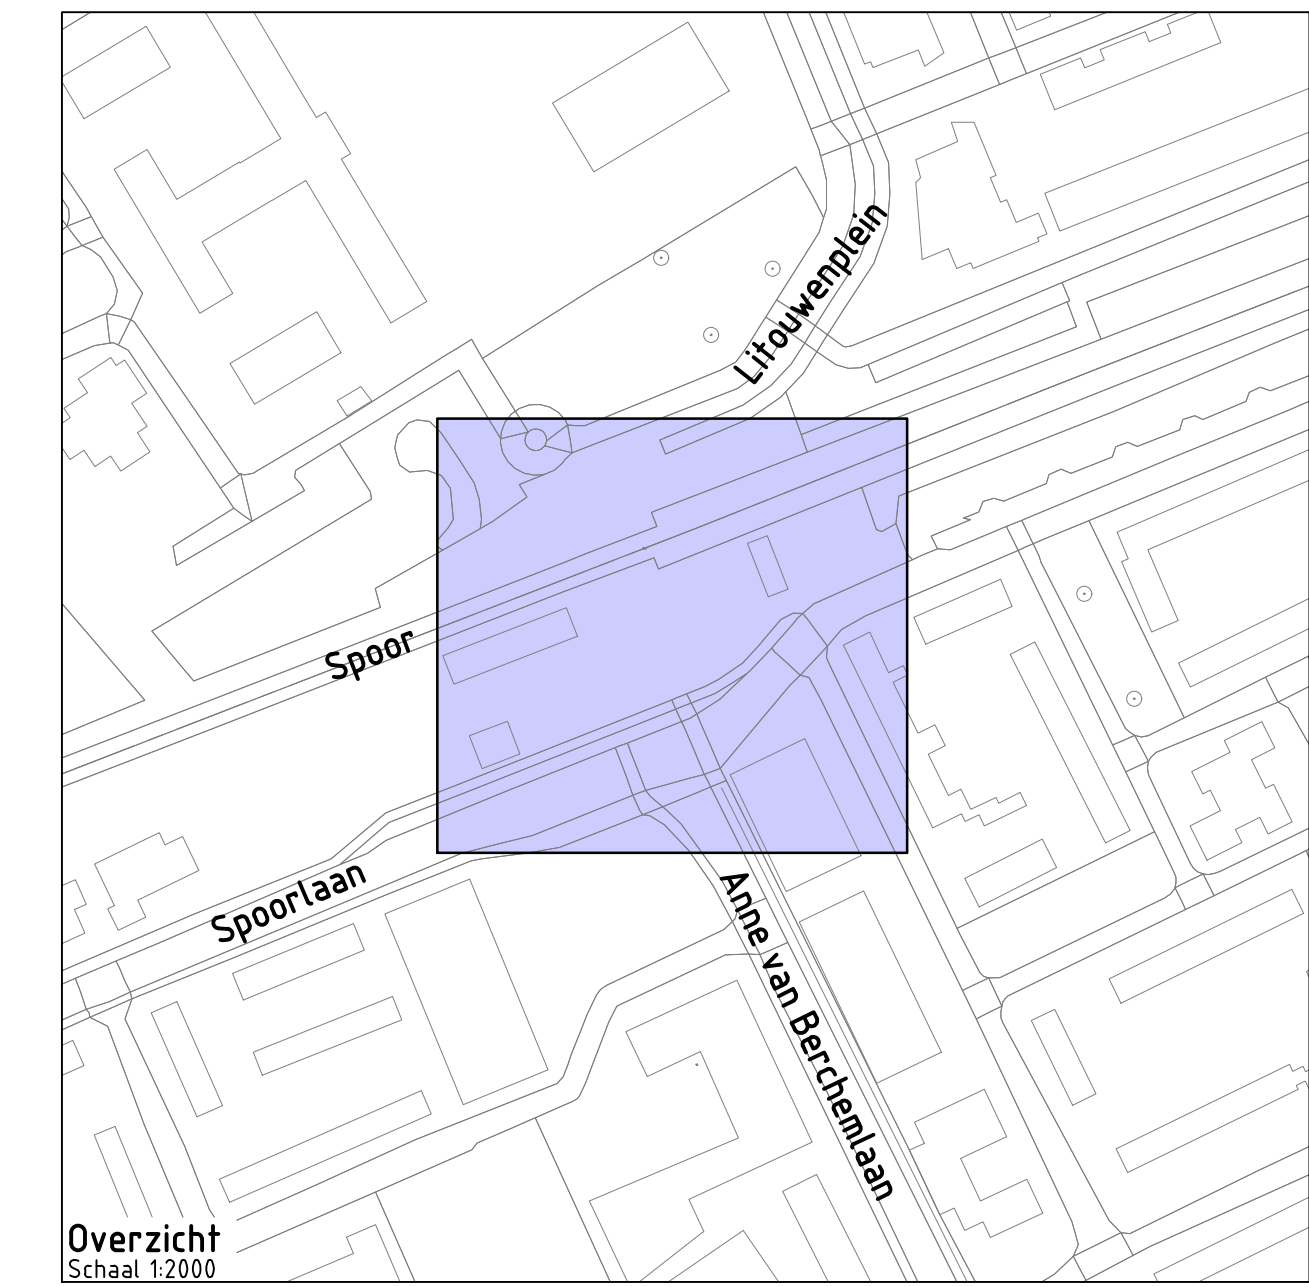 Litouwenplein
Spoor
Spoorlaan
Anne van Berchemlaan
Overzicht
Schaal 1:2000